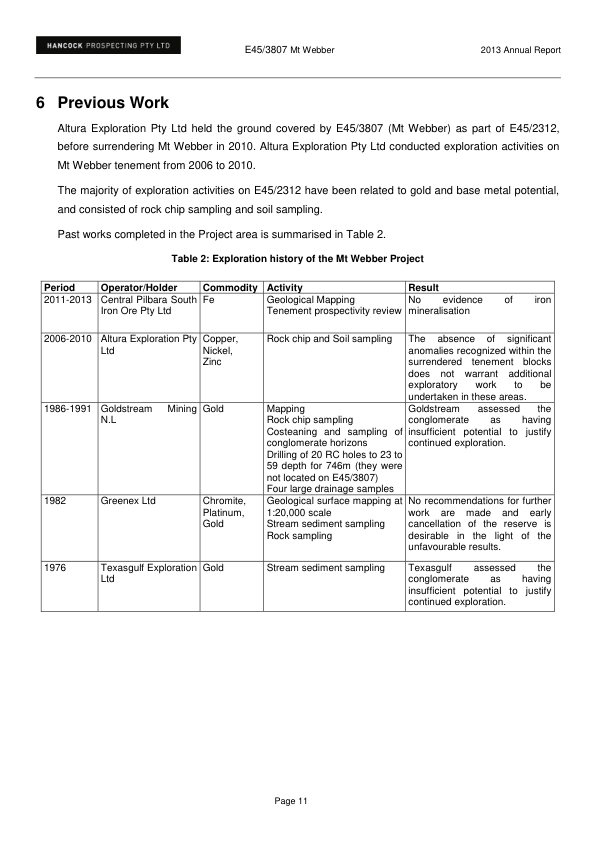 HANCOCK PROSPECTING PTY LTD
E45/3807 Mt Webber
2013 Annual Report
6 Previous Work
Altura Exploration Pty Ltd held the ground covered by E45/3807 (Mt Webber) as part of E45/2312,
before surrendering Mt Webber in 2010. Altura Exploration Pty Ltd conducted exploration activities on
Mt Webber tenement from 2006 to 2010.
The majority of exploration activities on E45/2312 have been related to gold and base metal potential,
and consisted of rock chip sampling and soil sampling.
Past works completed in the Project area is summarised in Table 2.
Table 2: Exploration history of the Mt Webber Project
Period Operator/Holder Commodity Activity Result
2011-2013
Central Pilbara South
Iron Ore Pty Ltd
Fe
Geological Mapping
Tenement prospectivity review
No evidence of iron
mineralisation
2006-2010
Altura Exploration Pty
Ltd
Copper,
Nickel,
Zinc
Rock chip and Soil sampling
The absence of significant
anomalies recognized within the
surrendered tenement blocks
does not warrant additional
exploratory work to be
undertaken in these areas.
1986-1991
Goldstream Mining
N.L
Gold
Mapping
Rock chip sampling
Costeaning and sampling of
conglomerate horizons
Drilling of 20 RC holes to 23 to
59 depth for 746m (they were
not located on E45/3807)
Four large drainage samples
Goldstream assessed the
conglomerate as having
insufficient potential to justify
continued exploration.
1982
Greenex Ltd
Chromite,
Platinum,
Gold
Geological surface mapping at
1:20,000 scale
Stream sediment sampling
Rock sampling
No recommendations for further
work are made and early
cancellation of the reserve is
desirable in the light of the
unfavourable results.
1976
Texasgulf Exploration
Ltd
Gold
Stream sediment sampling
Texasgulf assessed the
conglomerate as having
insufficient potential to justify
continued exploration.
Page 11